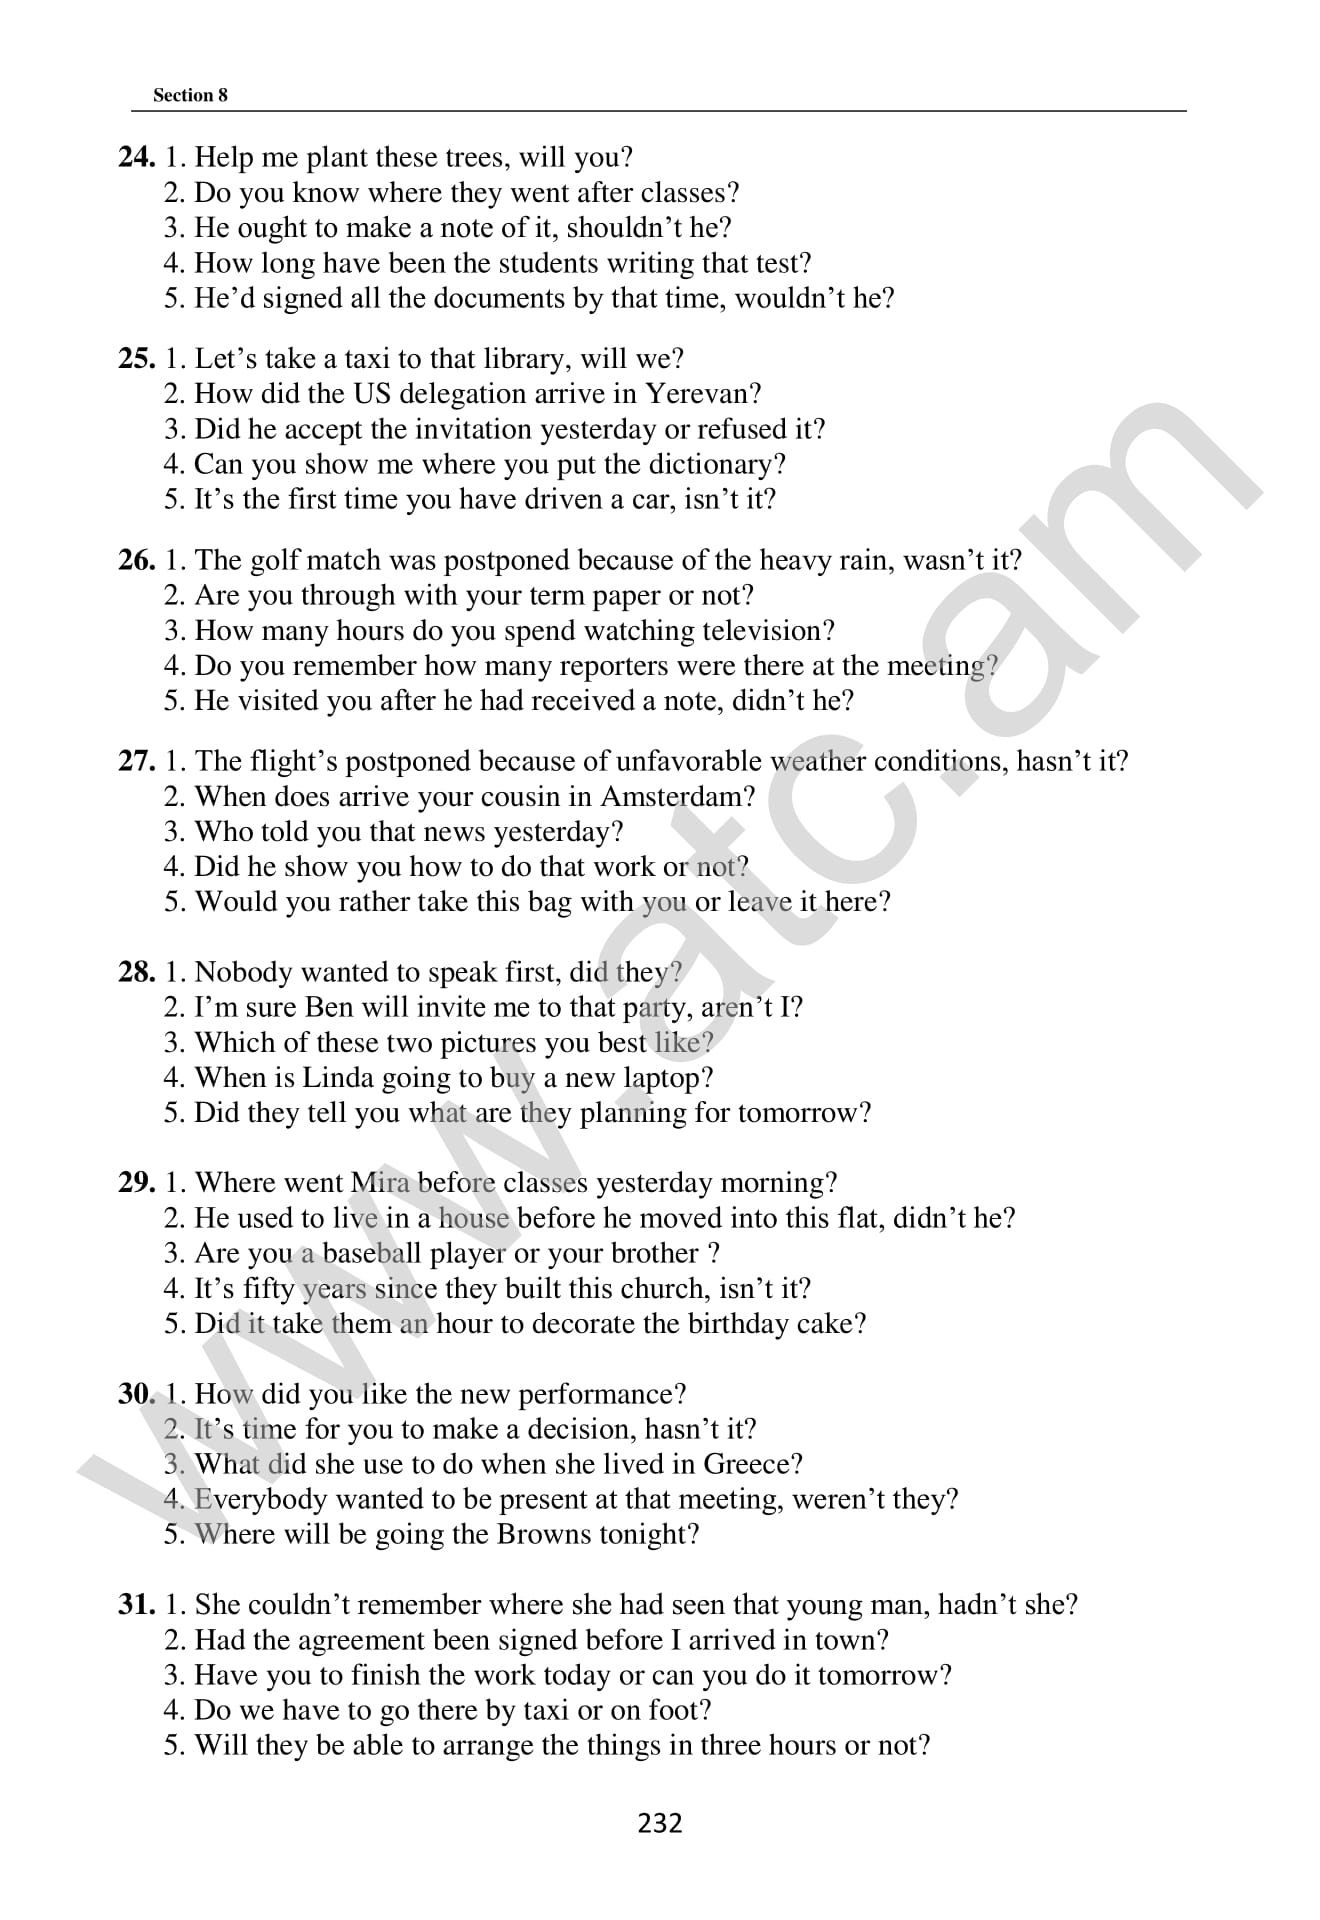 Section 8
24. 1. Help me plant these trees, will you?
2. Do you know where they went after classes?
3. He ought to make a note of it, shouldn’t he?
4. How long have been the students writing that test?
5. He’d signed all the documents by that time, wouldn’t he?
25. 1. Let’s take a taxi to that library, will we?
2. How did the US delegation arrive in Yerevan?
3. Did he accept the invitation yesterday or refused it?
4. Can you show me where you put the dictionary?
5. It’s the first time you have driven a car, isn’t it?
26. 1. The golf match was postponed because of the heavy rain, wasn’t it?
2. Are you through with your term paper or not?
3. How many hours do you spend watching television?
4. Do you remember how many reporters were there at the meeting?
5. He visited you after he had received a note, didn’t he?
27. 1. The flight’s postponed because of unfavorable weather conditions, hasn’t it?
2. When does arrive your cousin in Amsterdam?
3. Who told you that news yesterday?
4. Did he show you how to do that work or not?
5. Would you rather take this bag with you or leave it here?
28. 1. Nobody wanted to speak first, did they?
2. I’m sure Ben will invite me to that party, aren’t I?
3. Which of these two pictures you best like?
4. When is Linda going to buy a new laptop?
5. Did they tell you what are they planning for tomorrow?
29. 1. Where went Mira before classes yesterday morning?
2. He used to live in a house before he moved into this flat, didn’t he?
3. Are you a baseball player or your brother ?
4. It’s fifty years since they built this church, isn’t it?
5. Did it take them an hour to decorate the birthday cake?
30. 1. How did you like the new performance?
2. It’s time for you to make a decision, hasn’t it?
3. What did she use to do when she lived in Greece?
4. Everybody wanted to be present at that meeting, weren’t they?
5. Where will be going the Browns tonight?
31. 1. She couldn’t remember where she had seen that young man, hadn’t she?
2. Had the agreement been signed before I arrived in town?
3. Have you to finish the work today or can you do it tomorrow?
4. Do we have to go there by taxi or on foot?
5. Will they be able to arrange the things in three hours or not?
232
www.atc.am